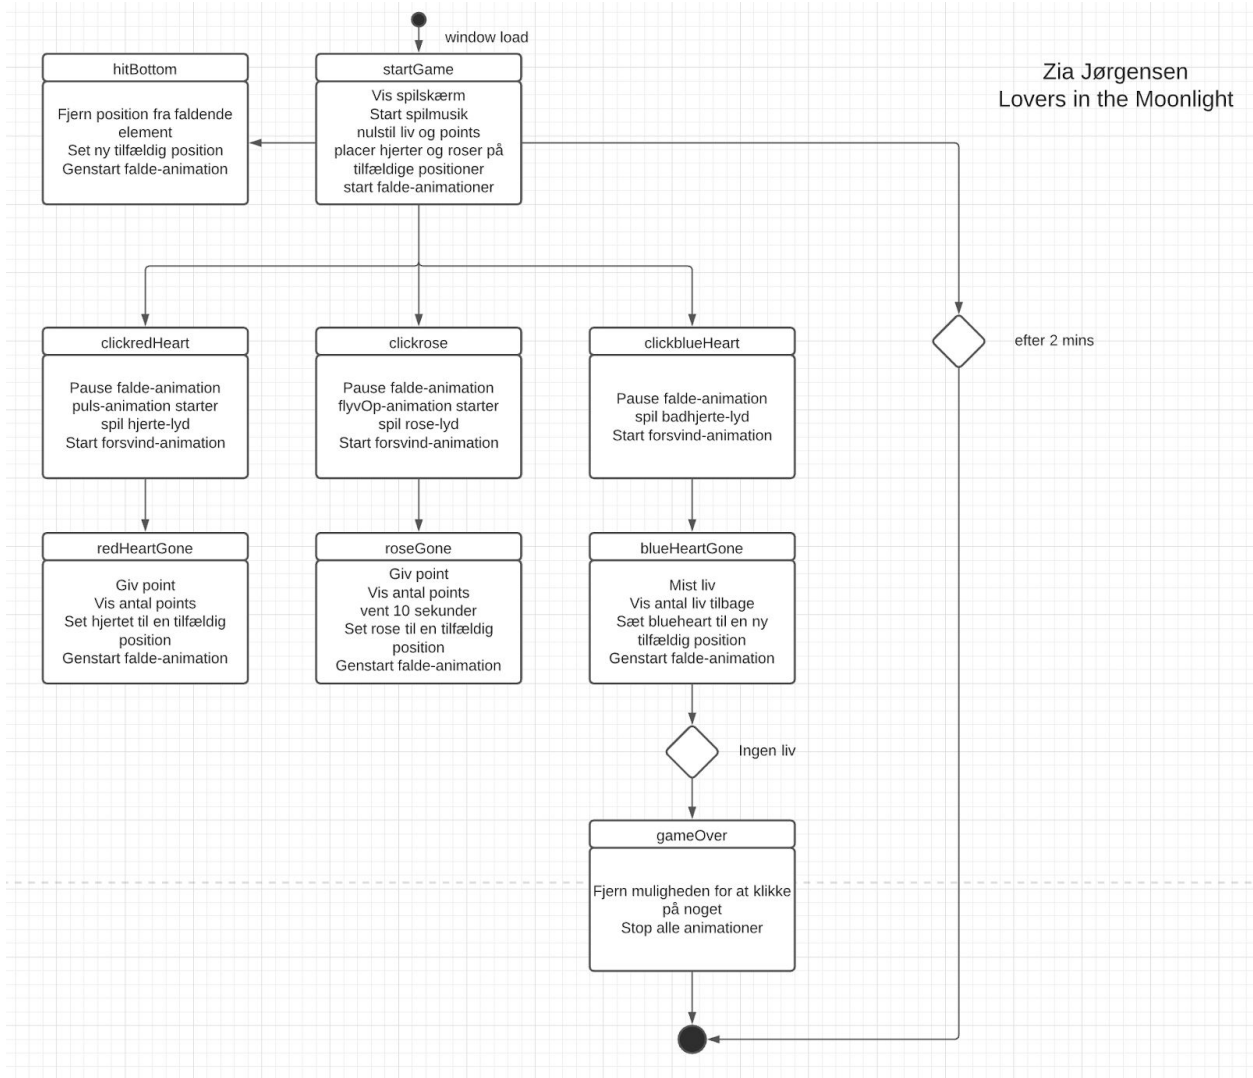 window load
Zia Jørgensen
Lovers in the Moonlight
hitBottom
Fjern position fra faldende
element
Set ny tilfældig position
Genstart falde-animation
startGame
Vis spilskærm
Start spilmusik
nulstil liv og points
placer hjerter og roser på
tilfældige positioner
start falde-animationer
clickredHeart
Pause falde-animation
puls-animation starter
spil hjerte-lyd
Start forsvind-animation
clickrose
Pause falde-animation
flyvOp-animation starter
spil rose-lyd
Start forsvind-animation
clickblueHeart
Pause falde-animation
spil badhjerte-lyd
Start forsvind-animation
efter 2 mins
redHeartGone
Giv point
Vis antal points
Set hjertet til en tilfældig
position
Genstart falde-animation
roseGone
Giv point
Vis antal points
vent 10 sekunder
Set rose til en tilfældig
position
Genstart falde-animation
blueHeartGone
Mist liv
Vis antal liv tilbage
Sæt blueheart til en ny
tilfældig position
Genstart falde-animation
Ingen liv
gameOver
Fjern muligheden for at klikke
på noget
Stop alle animationer